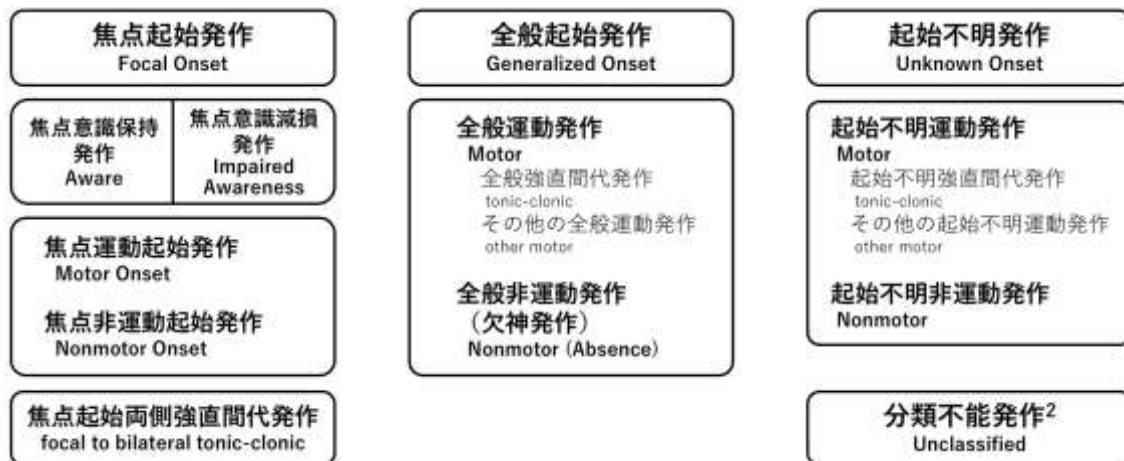 焦点起始発作
Focal Onset
焦点意識保持
発作
Aware
焦点意識減損
発作
Impaired
Awareness
焦点運動起始発作
Motor Onset
焦点非運動起始発作
Nonmotor Onset
焦点起始両側強直間代発作
focal to bilateral tonic-clonic
全般起始発作
Generalized Onset
全般運動発作
Motor
全般強直間代発作
tonic-clonic
その他の全般運動発作
other motor
全般非運動発作
（欠神発作）
Nonmotor (Absence)
起始不明発作
Unknown Onset
起始不明運動発作
Motor
起始不明強直間代発作
tonic-clonic
その他の起始不明運動発作
other motor
起始不明非運動発作
Nonmotor
分類不能発作2
Unclassified